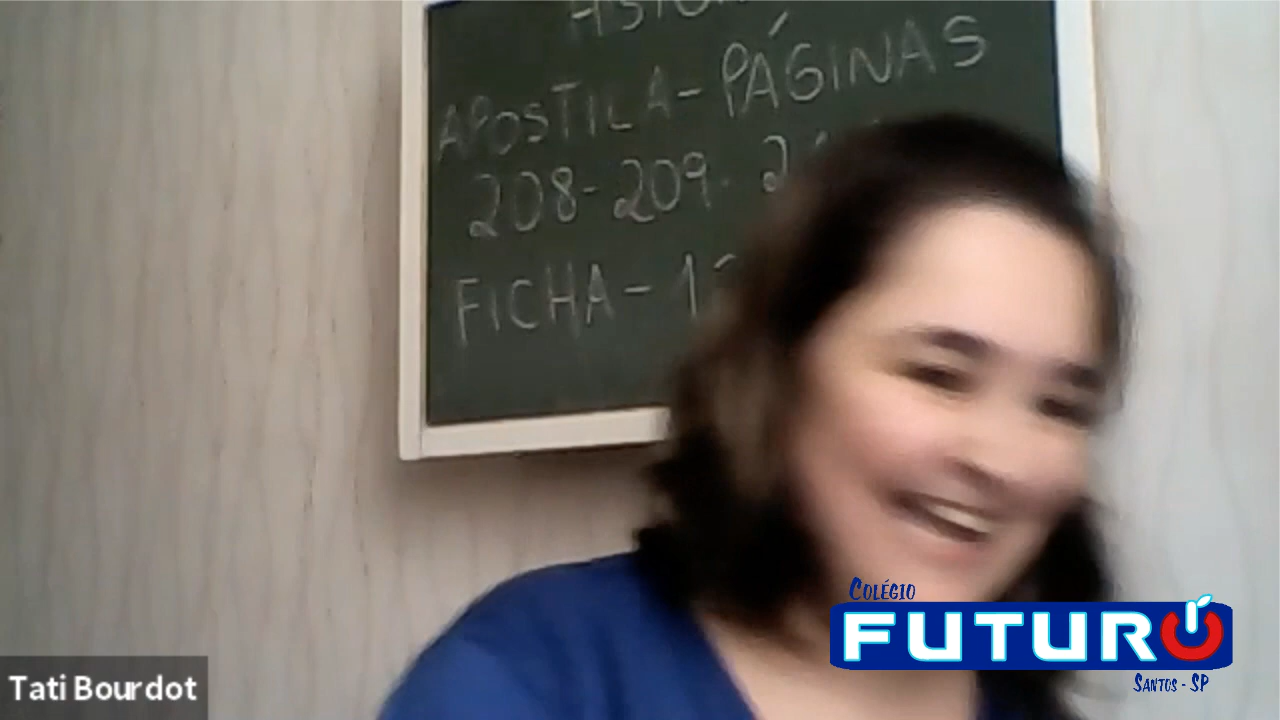 APOSTILA - PÁGINAS
208 - 209 -
FICHA -
Tati Bourdot
COLÉGIO
FUTURO
SANTOS - SP